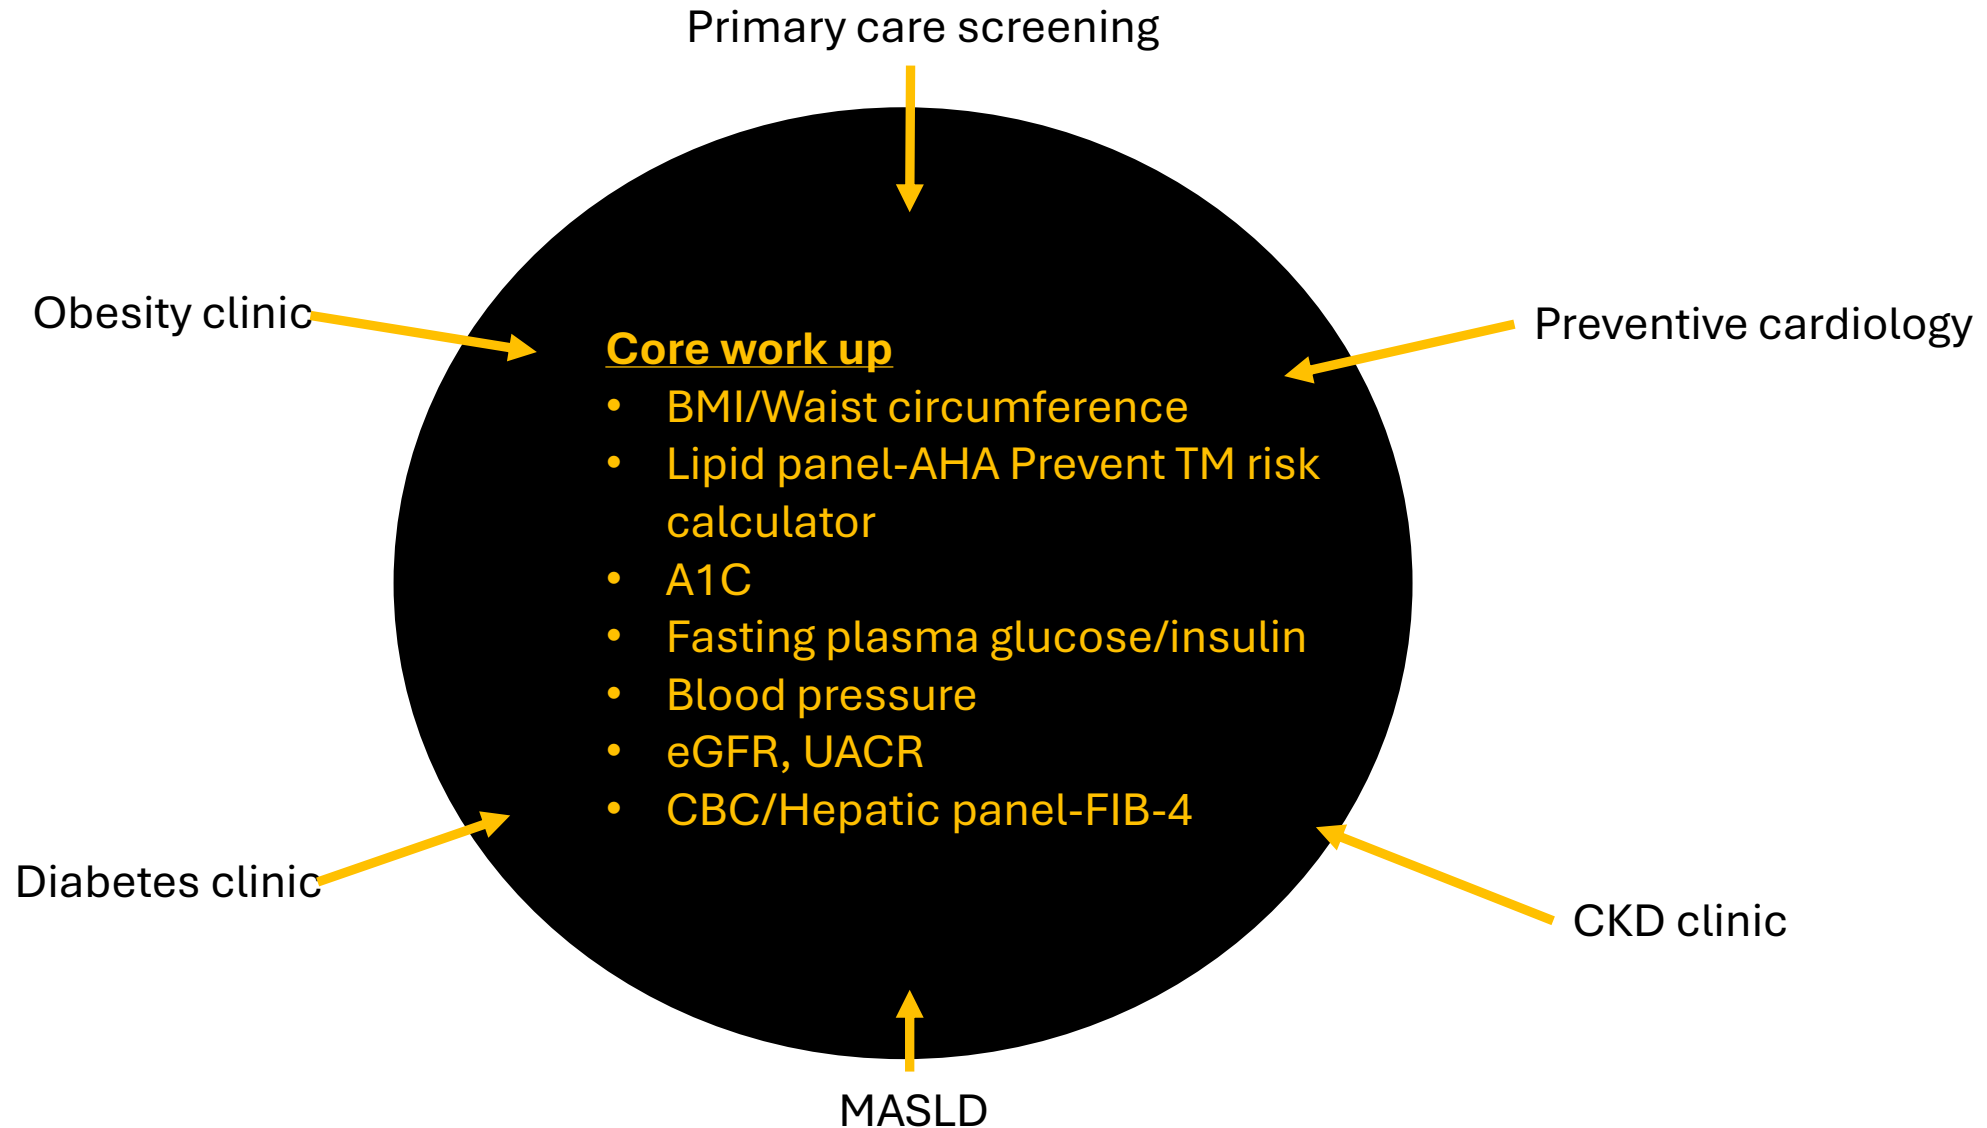 Primary care screening
Obesity clinic
Preventive cardiology
Core work up
• BMI/Waist circumference
• Lipid panel-AHA Prevent TM risk
calculator
• A1C
• Fasting plasma glucose/insulin
• Blood pressure
• eGFR, UACR
• CBC/Hepatic panel-FIB-4
Diabetes clinic
CKD clinic
MASLD